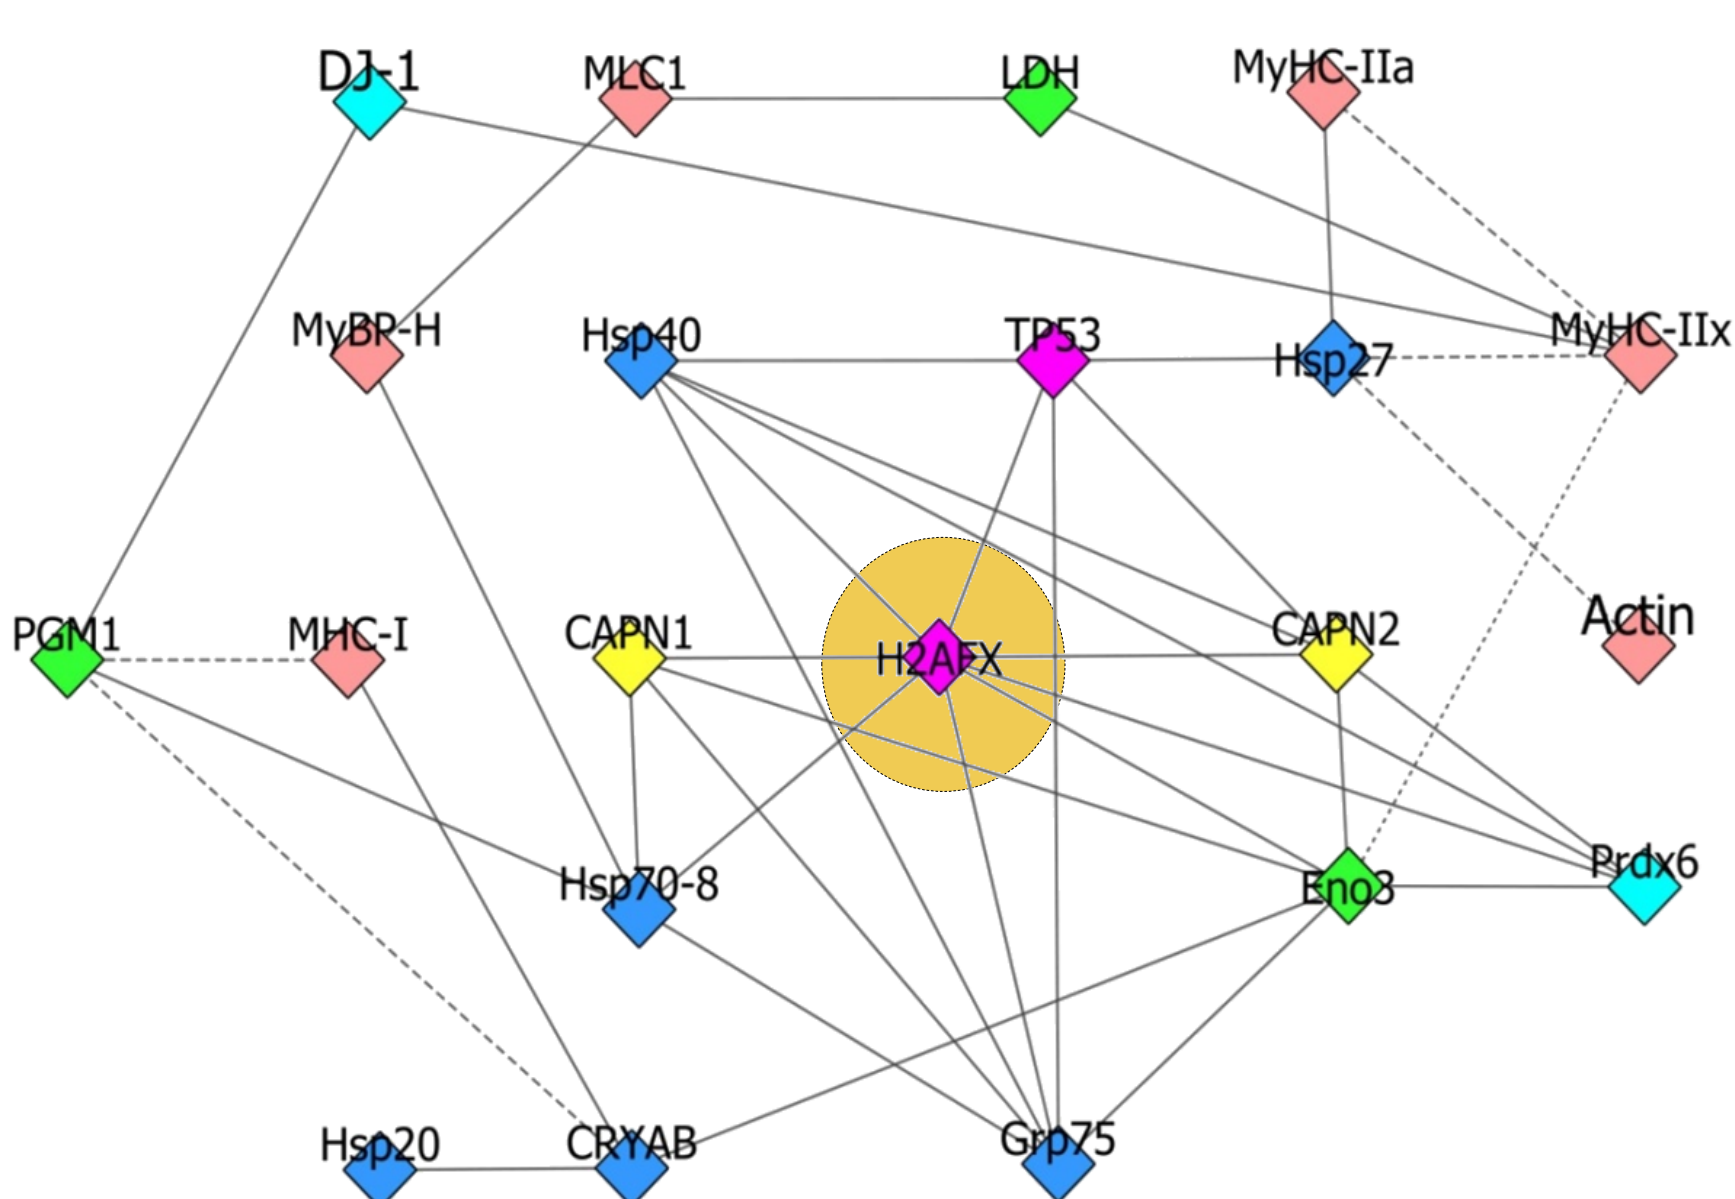 DJ-1
MLC1
LDH
MyHC-IIa
MyBP-H
Hsp40
TP53
Hsp27
MyHC-IIx
PGM1
MHC-I
CAPN1
H2AFX
CAPN2
Actin
Hsp70-8
Eno3
Prdx6
Hsp20
CRYAB
Grp75